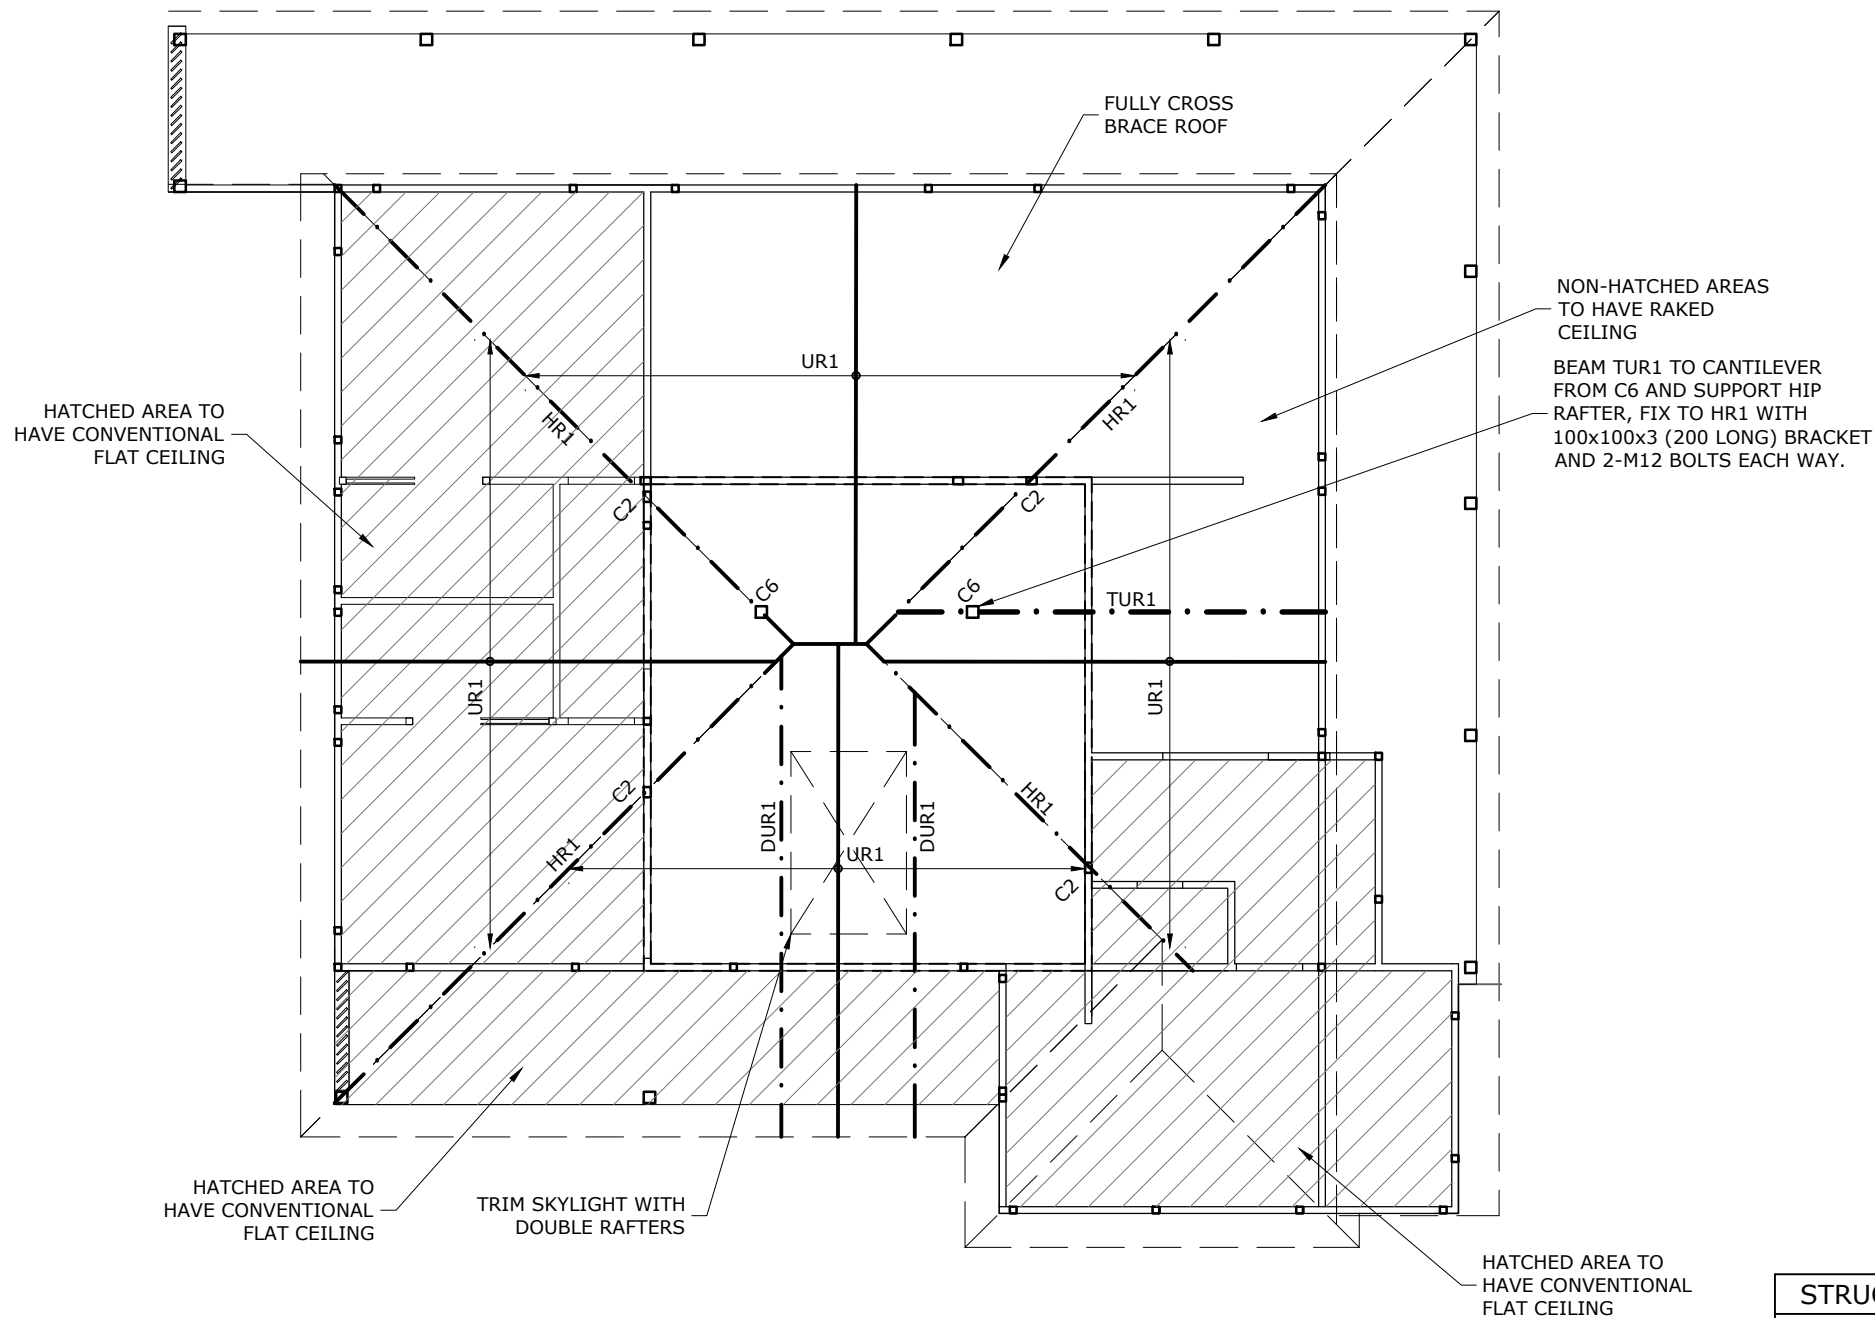 FULLY CROSS
BRACE ROOF
NON-HATCHED AREAS
TO HAVE RAKED
CEILING
BEAM TUR1 TO CANTILEVER
FROM C6 AND SUPPORT HIP
RAFTER, FIX TO HR1 WITH
100x100x3 (200 LONG) BRACKET
AND 2-M12 BOLTS EACH WAY.
UR1
HATCHED AREA TO
HAVE CONVENTIONAL
FLAT CEILING
HR1
HR1
C2
C2
C6
C6
TUR1
UR1
UR1
C2
DUR1
DUR1
HR1
HR1
UR1
C2
HATCHED AREA TO
HAVE CONVENTIONAL
FLAT CEILING
TRIM SKYLIGHT WITH
DOUBLE RAFTERS
HATCHED AREA TO
HAVE CONVENTIONAL
FLAT CEILING